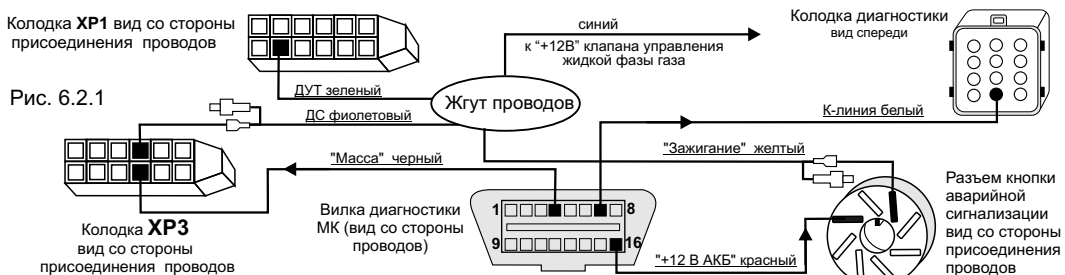 Колодка XP1 вид со стороны
присоединения проводов
Рис. 6.2.1
синий
к “+12В” клапана управления
жидкой фазы газа
Колодка диагностики
вид спереди
ДУТ зеленый
Жгут проводов
ДС фиолетовый
К-линия белый
"Масса" черный
"Зажигание" желтый
Колодка XP3
вид со стороны
присоединения проводов
Вилка диагностики
МК (вид со стороны
проводов)
1
8
9
16
"+12 В АКБ" красный
Разъем кнопки
аварийной
сигнализации
вид со стороны
присоединения
проводов